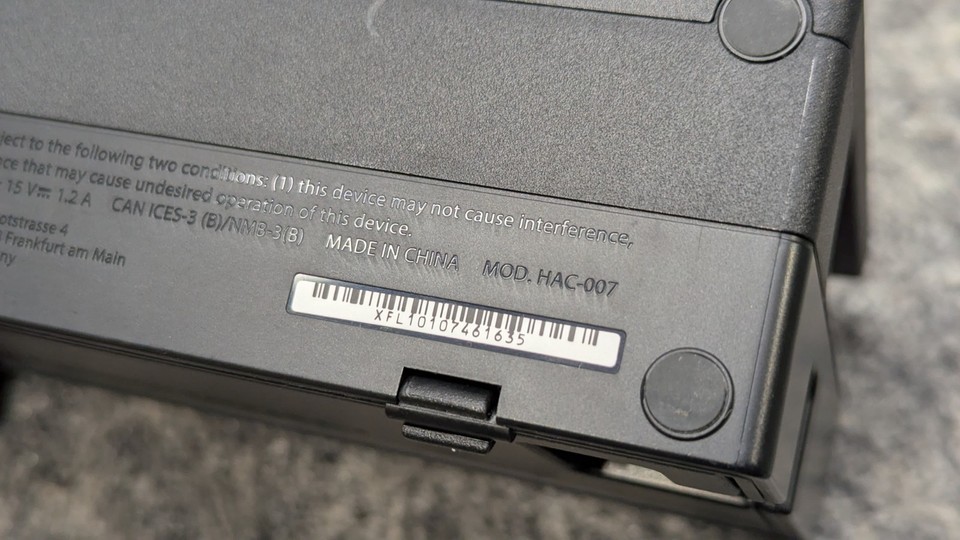 ject to the following two conditions: (1) this device may not cause interference,
ce that may cause undesired operation of this device.
15 V⎓ 1.2 A CAN ICES-3 (B)/NMB-3(B) MADE IN CHINA MOD. HAC-007
otstrasse 4
Frankfurt am Main
ny
XFL10107461635